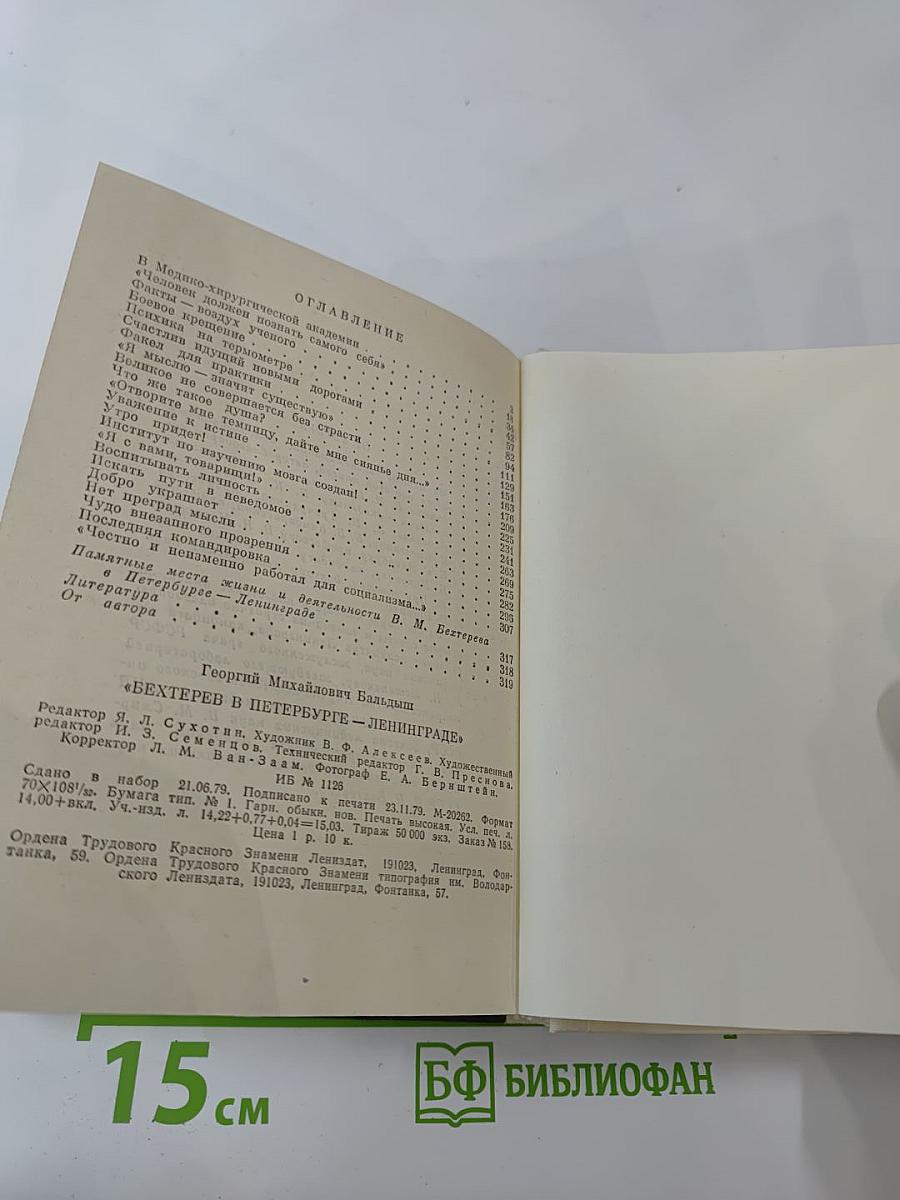 ОГЛАВЛЕНИЕ
В Медико-хирургической академии 3
«Человек должен познать самого себя» 18
Факты — воздух ученого 34
Боевое крещение 42
Психика на термометре 57
Счастлив идущий новыми дорогами 82
Факел для практики 94
«Я мыслю — значит существую» 111
Великое не совершается без страсти 129
Что же такое душа? 151
«Отворите мне темницу, дайте мне сиянье дня...» 163
Уважение к истине 176
Утро придет! 209
Институт по изучению мозга создан! 225
«Я с вами, товарищи!» 231
Воспитывать личность 241
Искать пути в неведомое 263
Добро украшает 269
Нет преград мысли 275
Чудо внезапного прозрения 282
Последняя командировка 296
«Честно и неизменно работал для социализма...» 307
Памятные места жизни и деятельности В. М. Бехтерева
в Петербурге — Ленинграде 317
Литература 318
От автора 319
Георгий Михайлович Бальдыш
«БЕХТЕРЕВ В ПЕТЕРБУРГЕ — ЛЕНИНГРАДЕ»
Редактор Я. Л. Сухотин. Художник В. Ф. Алексеев. Художественный
редактор И. З. Семенцов. Технический редактор Г. В. Преснова.
Корректор Л. М. Ван-Заам. Фотограф Е. А. Бернштейн.
ИБ № 1126
Сдано в набор 21.06.79. Подписано к печати 23.11.79. М-20262. Формат
70×108¹/₃₂. Бумага тип. № 1. Гарн. обыкн. нов. Печать высокая. Усл. печ. л.
14,00+вкл. Уч.-изд. л. 14,22+0,77+0,04=15,03. Тираж 50 000 экз. Заказ № 158.
Цена 1 р. 10 к.
Ордена Трудового Красного Знамени Лениздат, 191023, Ленинград, Фон-
танка, 59. Ордена Трудового Красного Знамени типография им. Володар-
ского Лениздата, 191023, Ленинград, Фонтанка, 57.
15 см
БФ БИБЛИОФАН